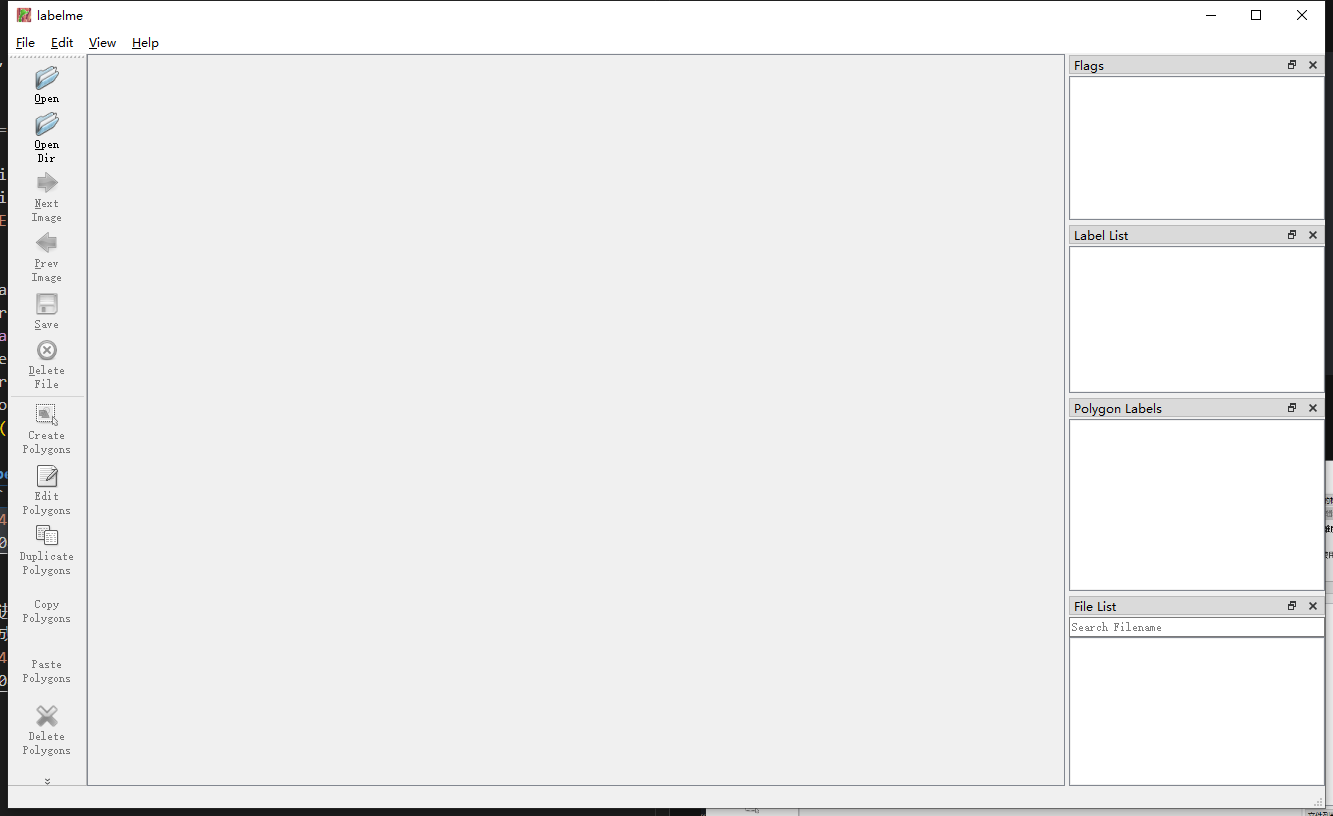 labelme
File Edit View Help
Open
Open
Dir
Next
Image
Prev
Image
Save
Delete
File
Create
Polygons
Edit
Polygons
Duplicate
Polygons
Copy
Polygons
Paste
Polygons
Delete
Polygons
Flags
Label List
Polygon Labels
File List
Search Filename